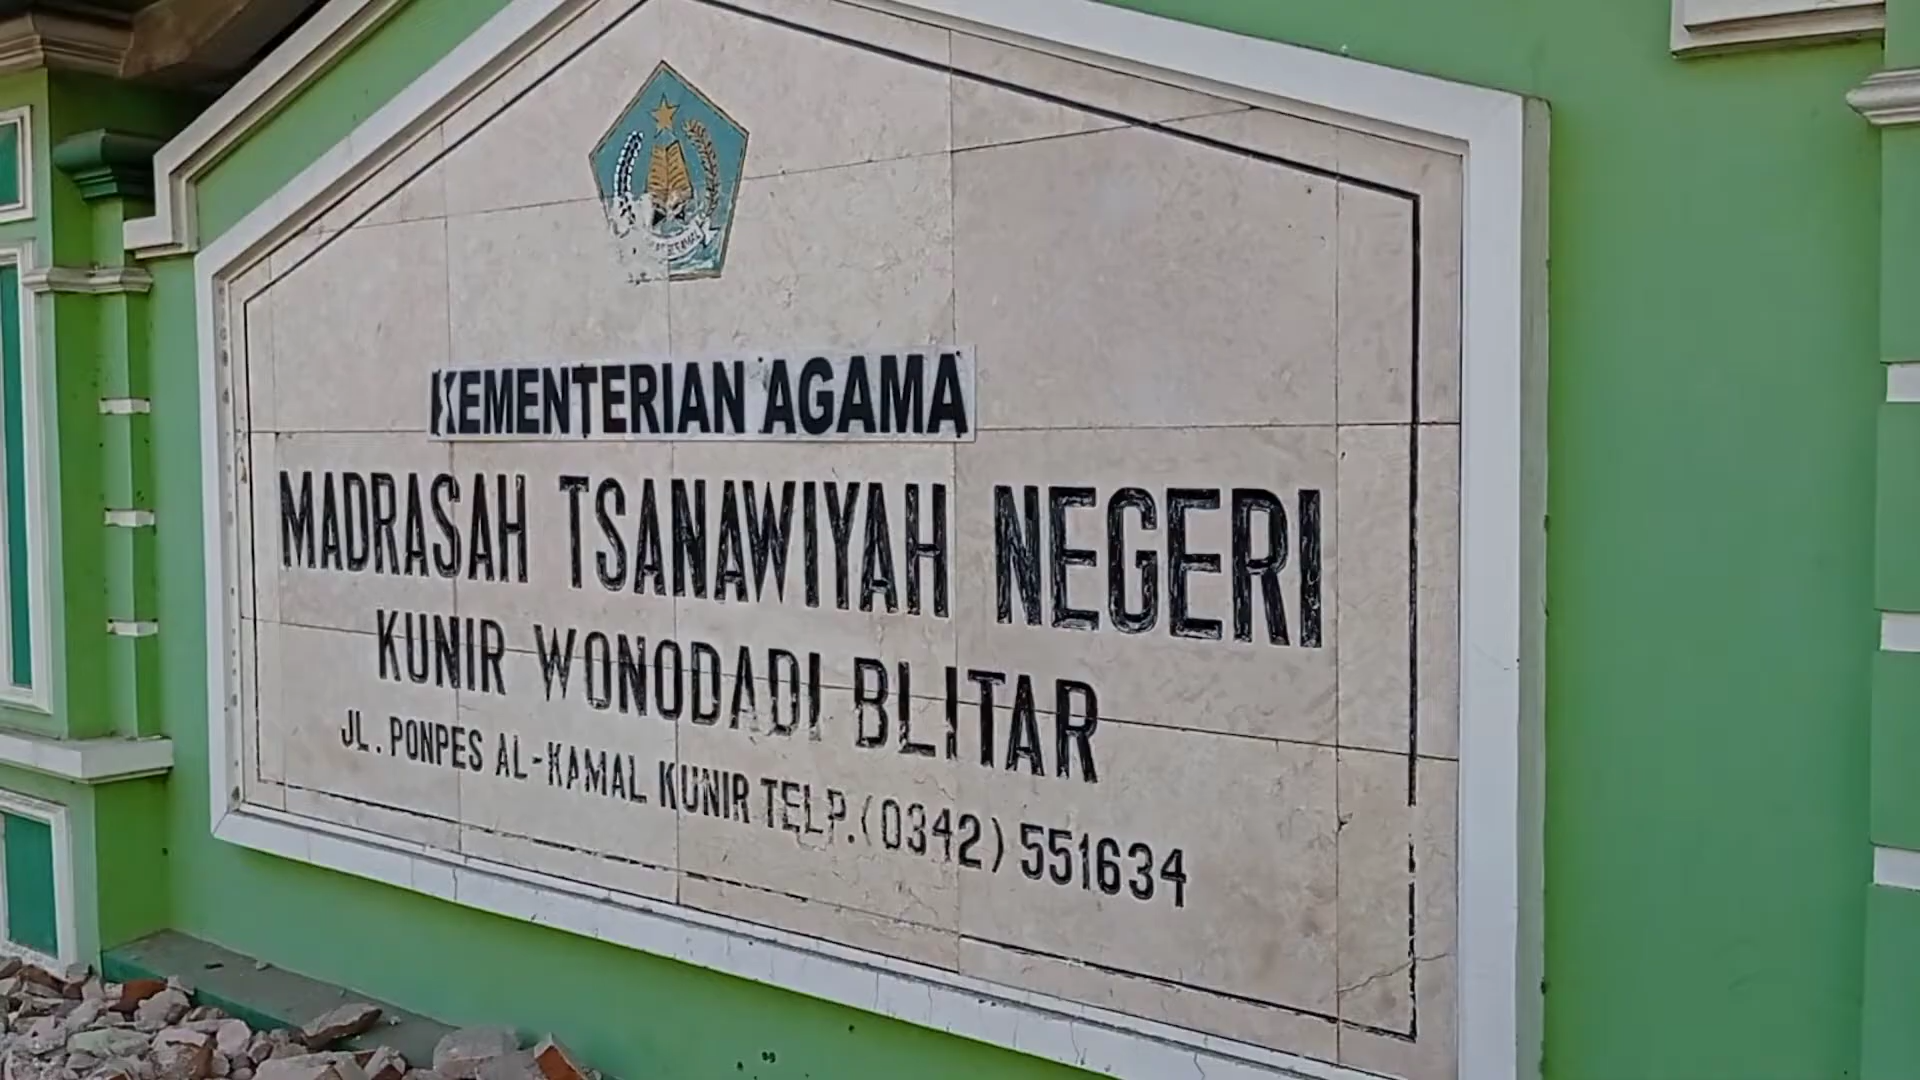 KEMENTERIAN AGAMA
MADRASAH TSANAWIYAH NEGERI
KUNIR WONODADI BLITAR
JL. PONPES AL-KAMAL KUNIR TELP.(0342) 551634